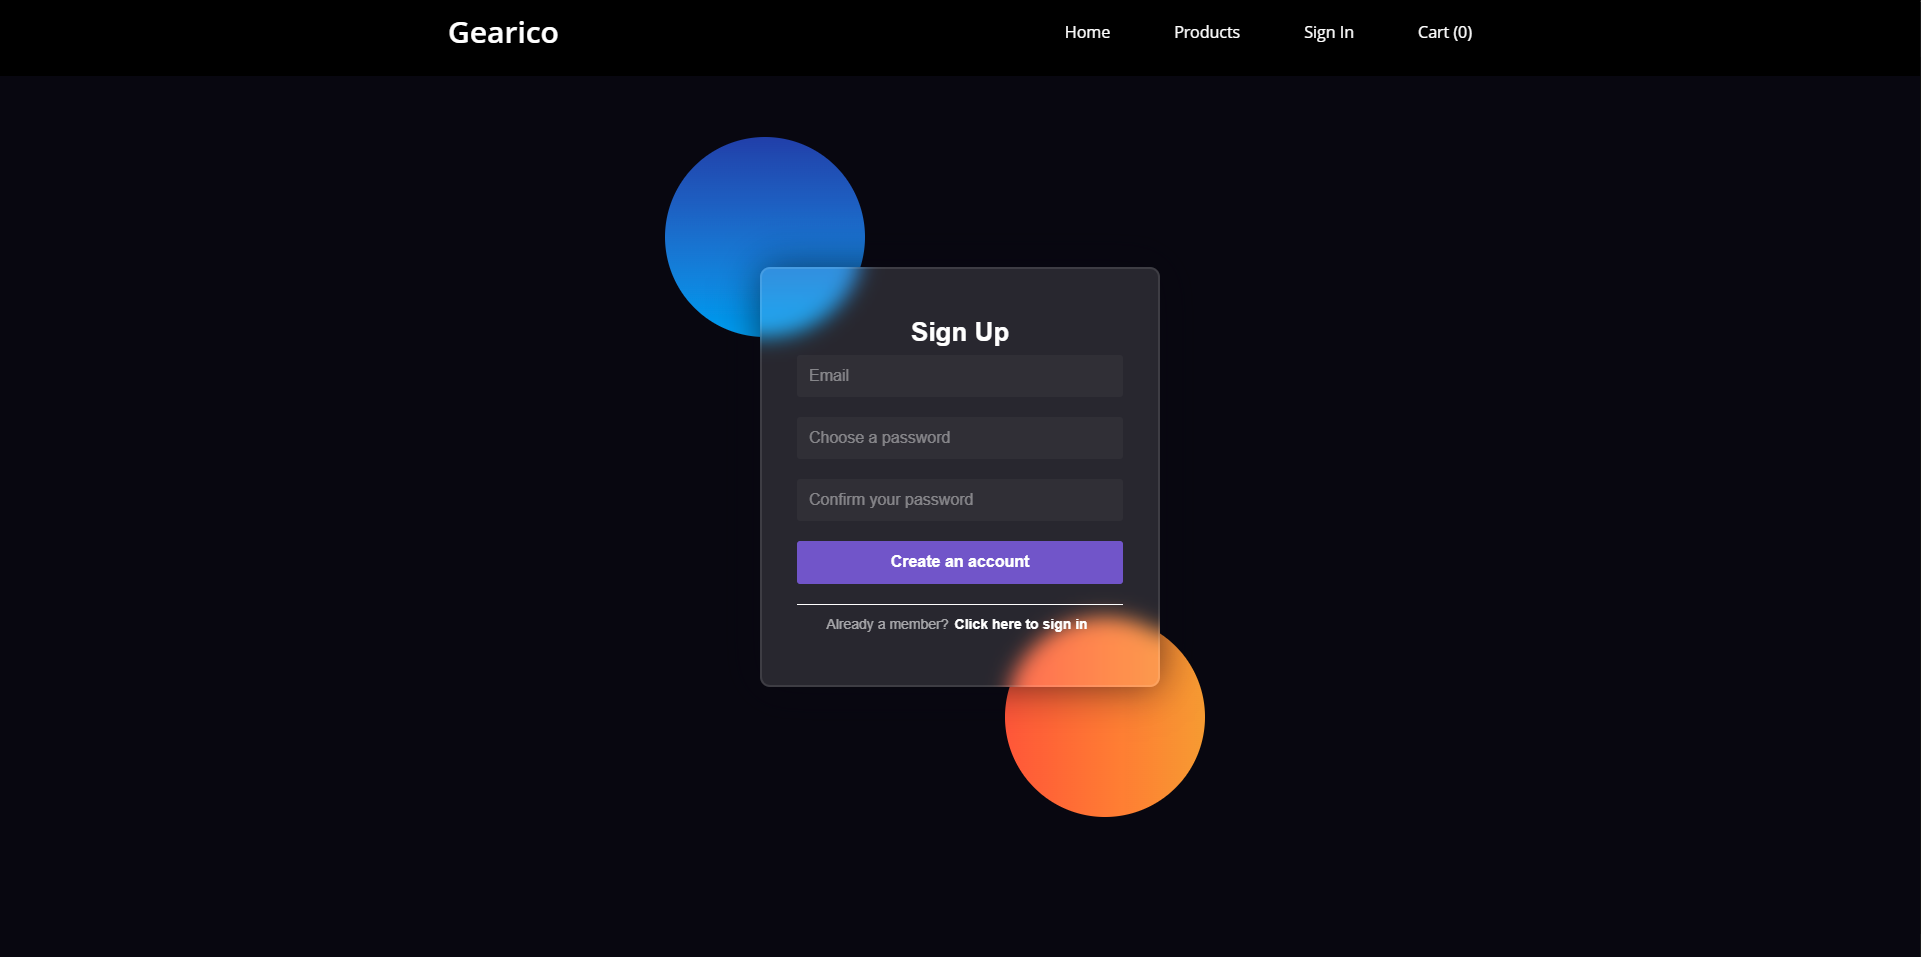 Gearico
Home Products Sign In Cart (0)
Sign Up
Email
Choose a password
Confirm your password
Create an account
Already a member? Click here to sign in